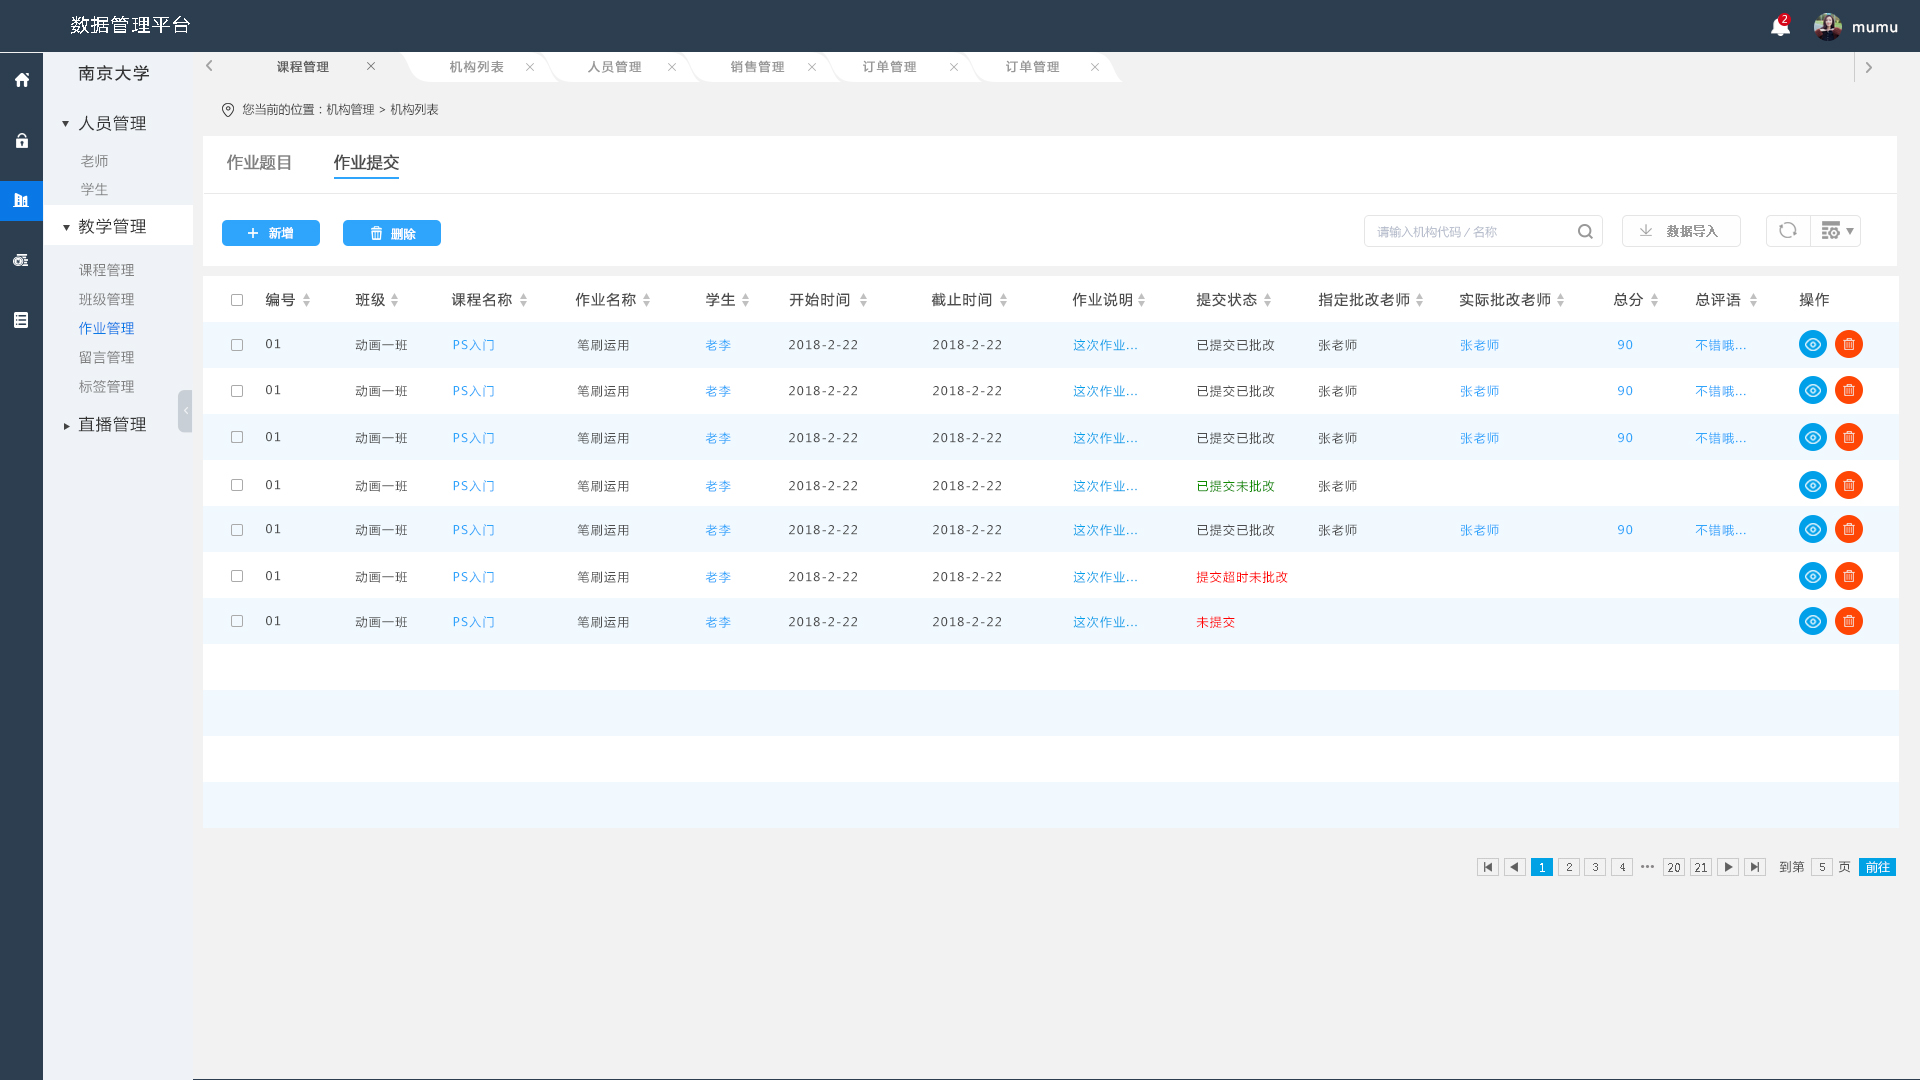 数据管理平台
2
mumu
南京大学
人员管理
老师
学生
教学管理
课程管理
班级管理
作业管理
留言管理
标签管理
直播管理
课程管理 机构列表 人员管理 销售管理 订单管理 订单管理
您当前的位置：机构管理 > 机构列表
作业题目 作业提交
新增 删除 请输入机构代码 / 名称 数据导入
编号 班级 课程名称 作业名称 学生 开始时间 截止时间 作业说明 提交状态 指定批改老师 实际批改老师 总分 总评语 操作
01 动画一班 PS入门 笔刷运用 老李 2018-2-22 2018-2-22 这次作业... 已提交已批改 张老师 张老师 90 不错哦...
01 动画一班 PS入门 笔刷运用 老李 2018-2-22 2018-2-22 这次作业... 已提交已批改 张老师 张老师 90 不错哦...
01 动画一班 PS入门 笔刷运用 老李 2018-2-22 2018-2-22 这次作业... 已提交已批改 张老师 张老师 90 不错哦...
01 动画一班 PS入门 笔刷运用 老李 2018-2-22 2018-2-22 这次作业... 已提交未批改 张老师
01 动画一班 PS入门 笔刷运用 老李 2018-2-22 2018-2-22 这次作业... 已提交已批改 张老师 张老师 90 不错哦...
01 动画一班 PS入门 笔刷运用 老李 2018-2-22 2018-2-22 这次作业... 提交超时未批改
01 动画一班 PS入门 笔刷运用 老李 2018-2-22 2018-2-22 这次作业... 未提交
1 2 3 4 ··· 20 21 到第 5 页 前往